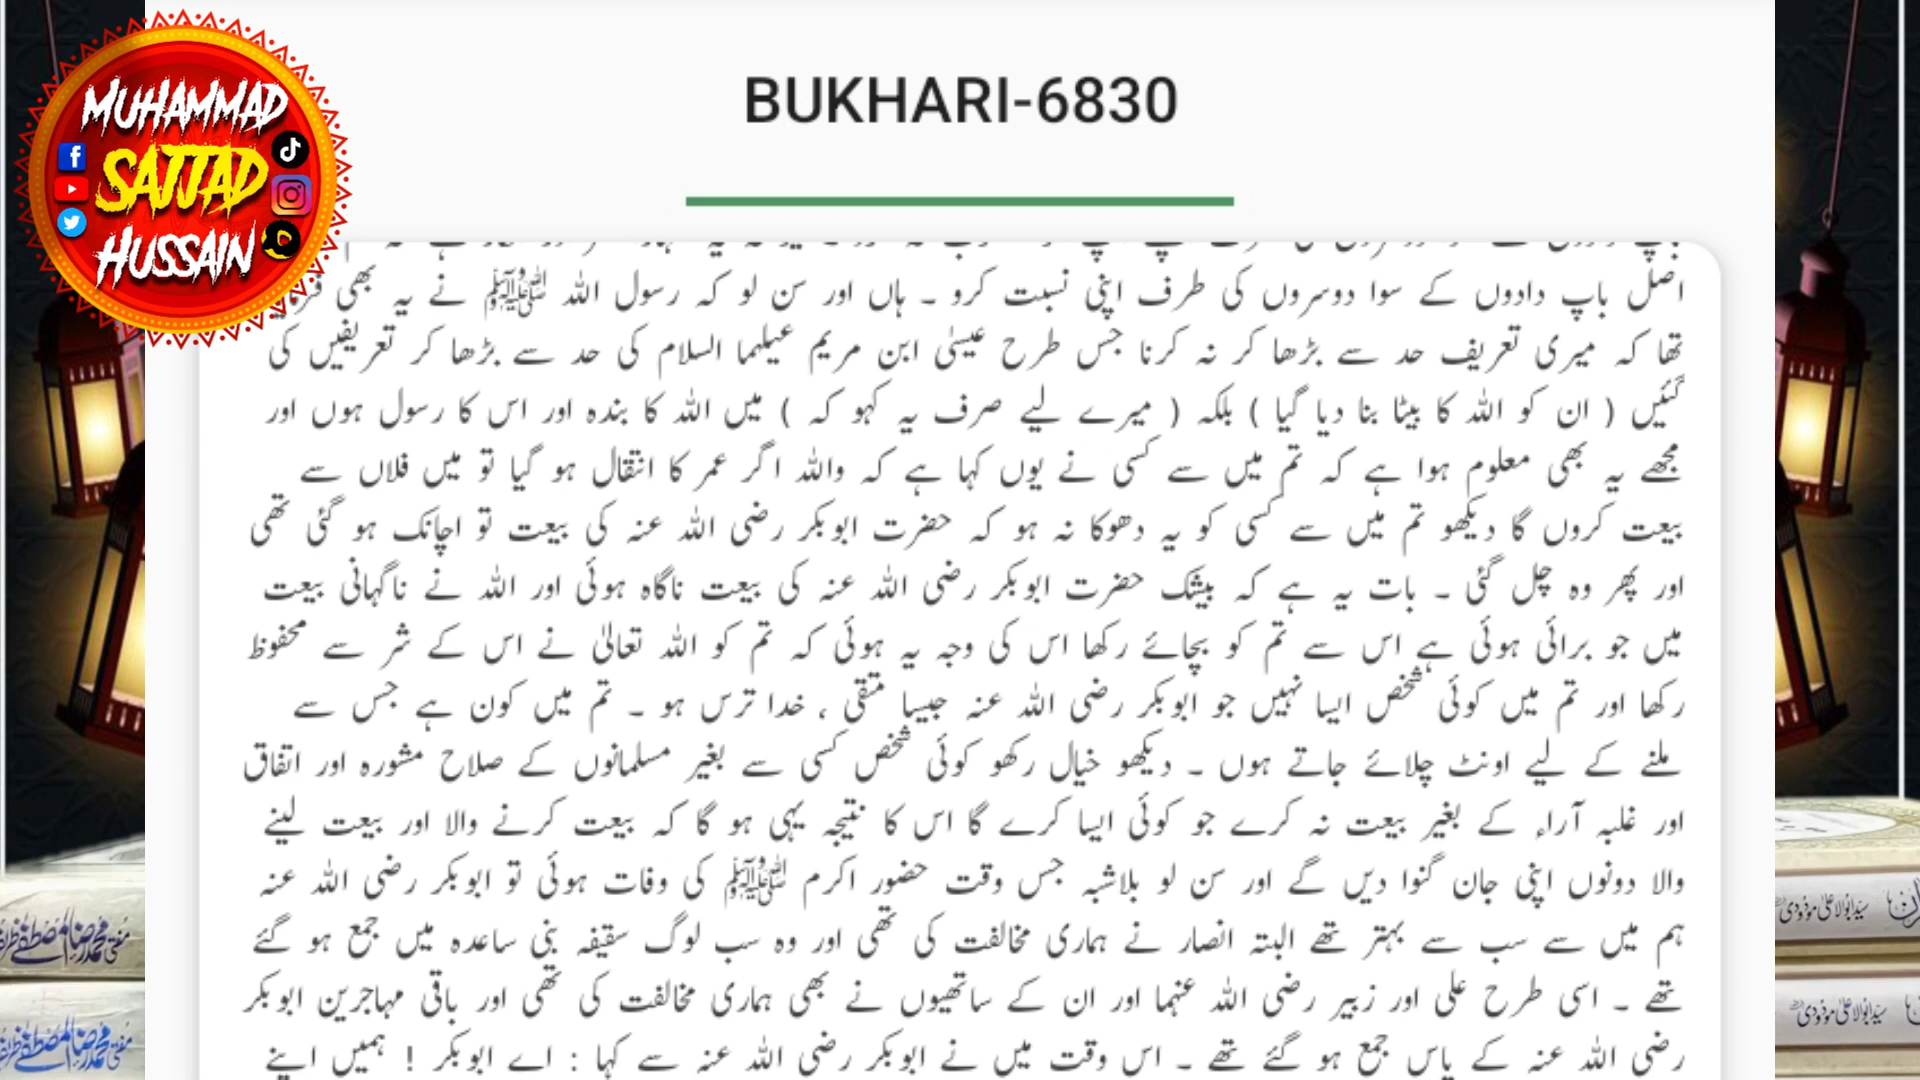 MUHAMMAD
SAJJAD
HUSSAIN
BUKHARI-6830
اصل باپ دادوں کے سوا دوسروں کی طرف اپنی نسبت کرو ۔ ہاں اور سن لو کہ رسول اللہ ﷺ نے یہ بھی
تھا کہ میری تعریف حد سے بڑھا کر نہ کرنا جس طرح عیسیٰ ابن مریم عیلہما السلام کی حد سے بڑھا کر تعریفیں کی
گئیں ( ان کو اللہ کا بیٹا بنا دیا گیا ) بلکہ ( میرے لیے صرف یہ کہو کہ ) میں اللہ کا بندہ اور اس کا رسول ہوں اور
مجھے یہ بھی معلوم ہوا ہے کہ تم میں سے کسی نے یوں کہا ہے کہ واللہ اگر عمر کا انتقال ہو گیا تو میں فلاں سے
بیعت کروں گا دیکھو تم میں سے کسی کو یہ دھوکا نہ ہو کہ حضرت ابوبکر رضی اللہ عنہ کی بیعت تو اچانک ہو گئی تھی
اور پھر وہ چل گئی ۔ بات یہ ہے کہ بیشک حضرت ابوبکر رضی اللہ عنہ کی بیعت ناگاہ ہوئی اور اللہ نے ناگہانی بیعت
میں جو برائی ہوئی ہے اس سے تم کو بچائے رکھا اس کی وجہ یہ ہوئی کہ تم کو اللہ تعالیٰ نے اس کے شر سے محفوظ
رکھا اور تم میں کوئی شخص ایسا نہیں جو ابوبکر رضی اللہ عنہ جیسا متقی ، خدا ترس ہو ۔ تم میں کون ہے جس سے
ملنے کے لیے اونٹ چلائے جاتے ہوں ۔ دیکھو خیال رکھو کوئی شخص کسی سے بغیر مسلمانوں کے صلاح مشورہ اور اتفاق
اور غلبہ آراء کے بغیر بیعت نہ کرے جو کوئی ایسا کرے گا اس کا نتیجہ یہی ہو گا کہ بیعت کرنے والا اور بیعت لینے
والا دونوں اپنی جان گنوا دیں گے اور سن لو بلاشبہ جس وقت حضور اکرم ﷺ کی وفات ہوئی تو ابوبکر رضی اللہ عنہ
ہم میں سے سب سے بہتر تھے البتہ انصار نے ہماری مخالفت کی تھی اور وہ سب لوگ سقیفہ بنی ساعدہ میں جمع ہو گئے
تھے ۔ اسی طرح علی اور زبیر رضی اللہ عنہما اور ان کے ساتھیوں نے بھی ہماری مخالفت کی تھی اور باقی مہاجرین ابوبکر
رضی اللہ عنہ کے پاس جمع ہو گئے تھے ۔ اس وقت میں نے ابوبکر رضی اللہ عنہ سے کہا : اے ابوبکر ! ہمیں اپنے
سید ابوالاعلیٰ مودودی
سید ابوالاعلیٰ مودودی